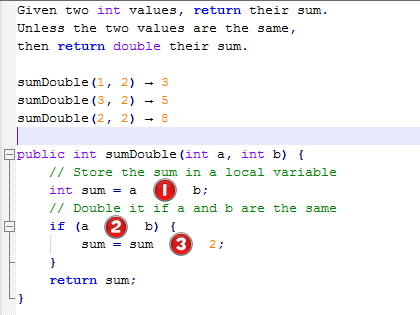 Given two int values, return their sum.
Unless the two values are the same,
then return double their sum.
sumDouble(1, 2) → 3
sumDouble(3, 2) → 5
sumDouble(2, 2) → 8
public int sumDouble(int a, int b) {
// Store the sum in a local variable
int sum = a 1 b;
// Double it if a and b are the same
if (a 2 b) {
sum = sum 3 2;
}
return sum;
}